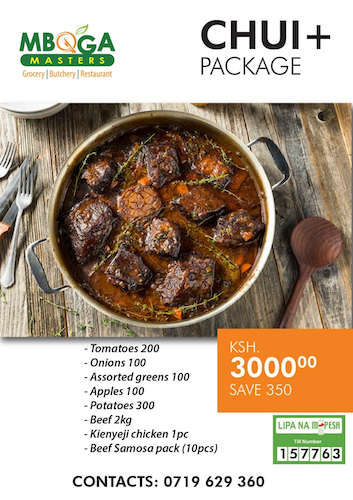 MBOGA
MASTERS
Grocery | Butchery | Restaurant
CHUI+
PACKAGE
- Tomatoes 200
- Onions 100
- Assorted greens 100
- Apples 100
- Potatoes 300
- Beef 2kg
- Kienyeji chicken 1pc
- Beef Samosa pack (10pcs)
KSH.
3000⁰⁰
SAVE 350
LIPA NA M-PESA
Till Number
157763
CONTACTS: 0719 629 360